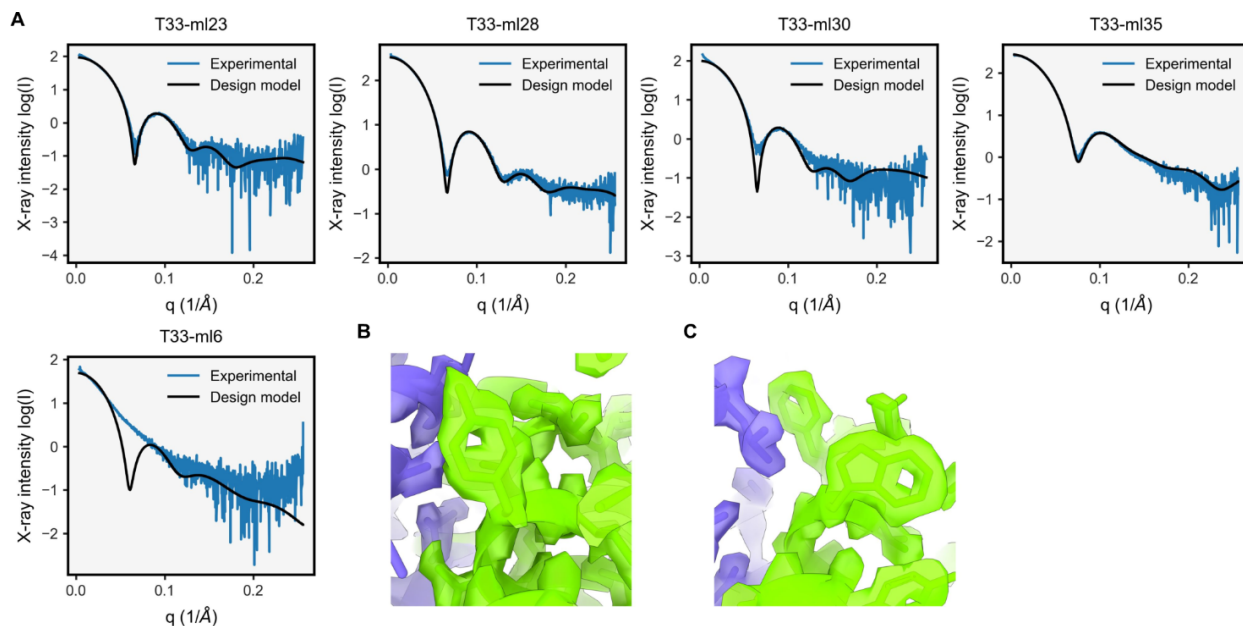 A
T33-ml23
X-ray intensity log(I)
2
1
0
−1
−2
−3
−4
Experimental
Design model
0.0
0.1
0.2
q (1/Å)
T33-ml28
X-ray intensity log(I)
2
1
0
−1
−2
Experimental
Design model
0.0
0.1
0.2
q (1/Å)
T33-ml30
X-ray intensity log(I)
2
1
0
−1
−2
−3
Experimental
Design model
0.0
0.1
0.2
q (1/Å)
T33-ml35
X-ray intensity log(I)
2
1
0
−1
−2
Experimental
Design model
0.0
0.1
0.2
q (1/Å)
T33-ml6
X-ray intensity log(I)
2
1
0
−1
−2
Experimental
Design model
0.0
0.1
0.2
q (1/Å)
B
C